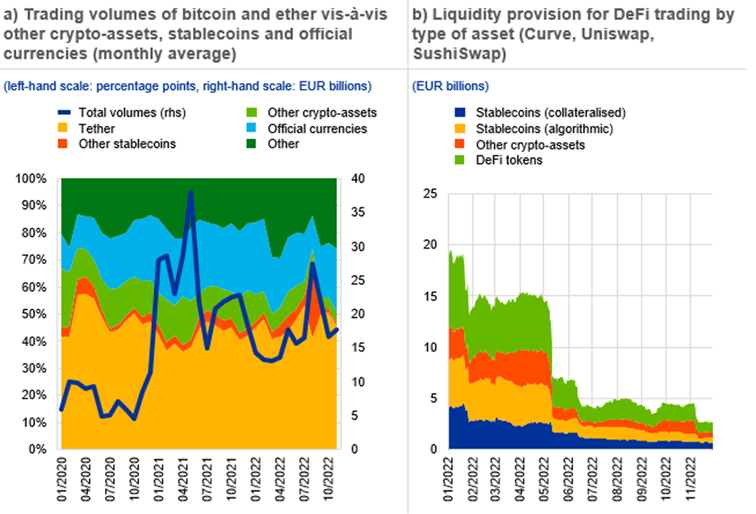 a) Trading volumes of bitcoin and ether vis-à-vis
other crypto-assets, stablecoins and official
currencies (monthly average)
(left-hand scale: percentage points, right-hand scale: EUR billions)
Total volumes (rhs)
Tether
Other stablecoins
Other crypto-assets
Official currencies
Other
100%
90%
80%
70%
60%
50%
40%
30%
20%
10%
0%
40
35
30
25
20
15
10
5
0
01/2020
04/2020
07/2020
10/2020
01/2021
04/2021
07/2021
10/2021
01/2022
04/2022
07/2022
10/2022
b) Liquidity provision for DeFi trading by
type of asset (Curve, Uniswap,
SushiSwap)
(EUR billions)
Stablecoins (collateralised)
Stablecoins (algorithmic)
Other crypto-assets
DeFi tokens
25
20
15
10
5
0
01/2022
02/2022
03/2022
04/2022
05/2022
06/2022
07/2022
08/2022
09/2022
10/2022
11/2022